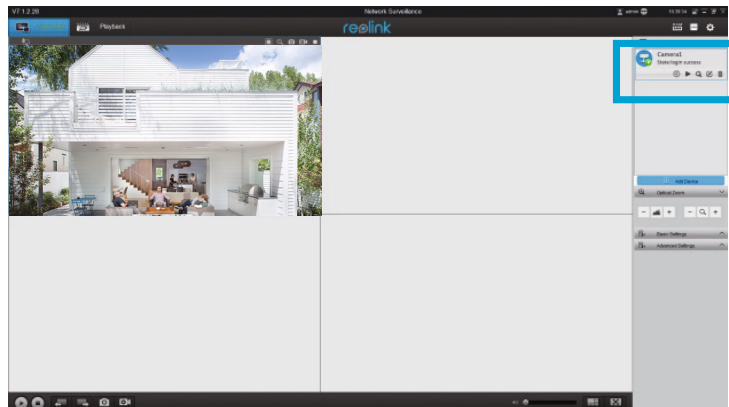 V7.1.2.28
Network Surveillance
admin
Playback
reolink
Camera1
State:login success
Add Device
Optical Zoom
Basic Settings
Advanced Settings